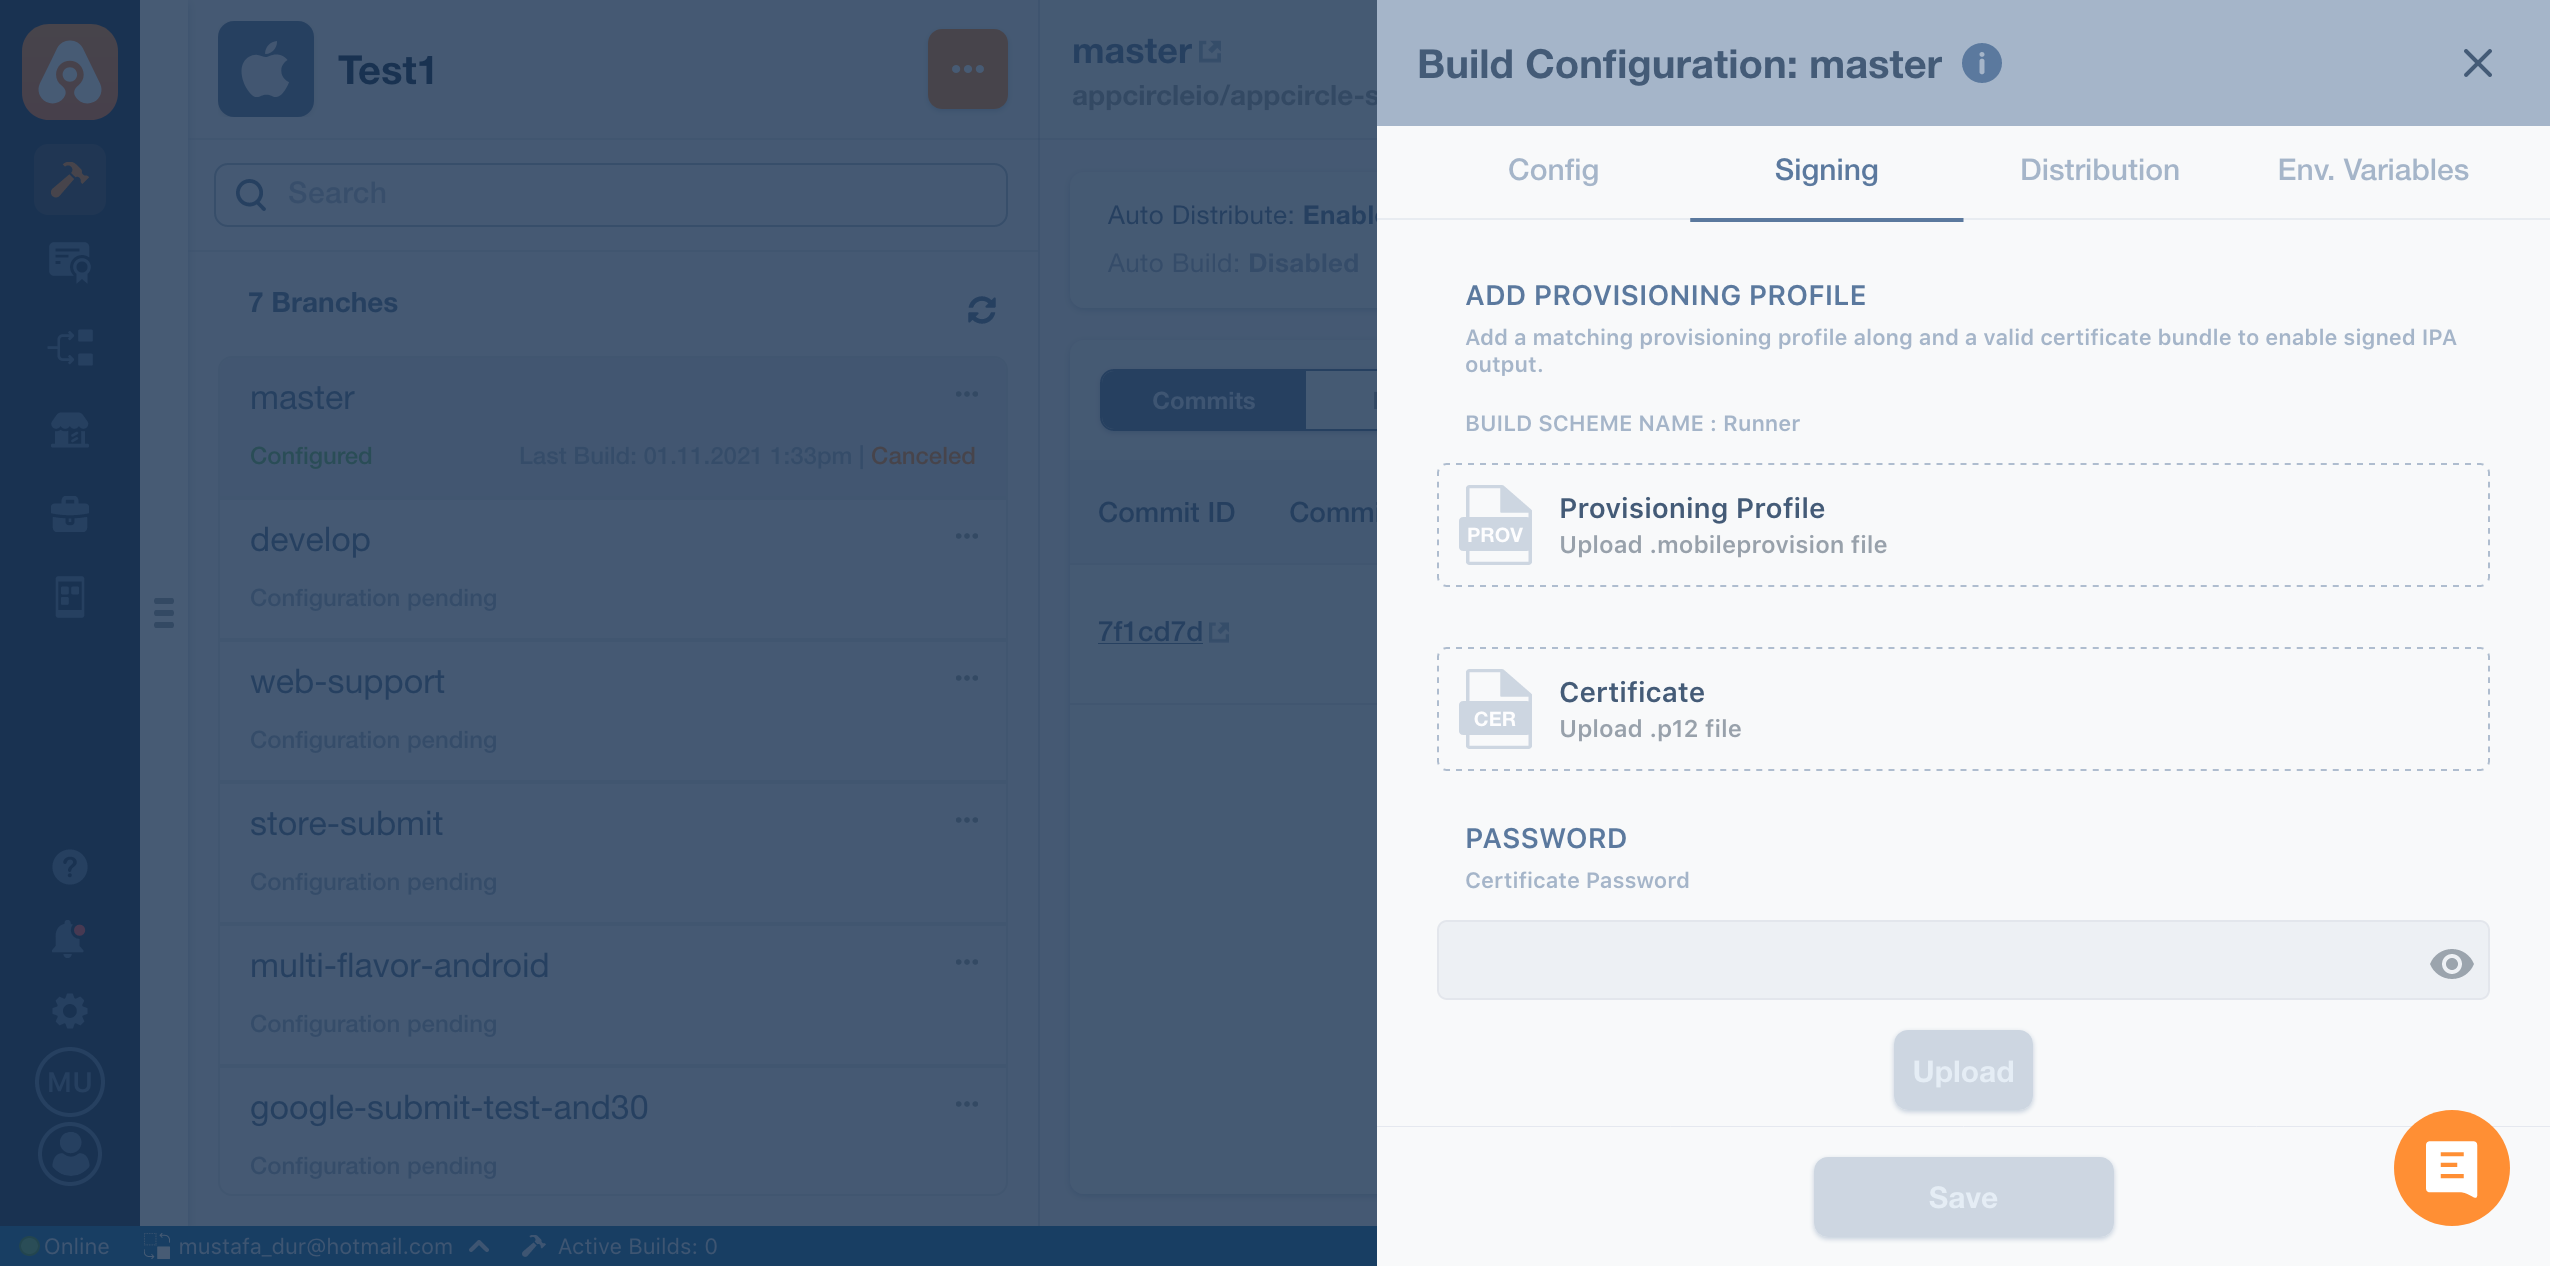 Test1
•••
Search
7 Branches
master
Configured
Last Build: 01.11.2021 1:33pm | Canceled
develop
Configuration pending
web-support
Configuration pending
store-submit
Configuration pending
multi-flavor-android
Configuration pending
google-submit-test-and30
Configuration pending
MU
Online
mustafa_dur@hotmail.com
Active Builds: 0
master
appcircleio/appcircle-s
Auto Distribute: Enabl
Auto Build: Disabled
Commits
Commit ID
Comm
7f1cd7d
Build Configuration: master
Config
Signing
Distribution
Env. Variables
ADD PROVISIONING PROFILE
Add a matching provisioning profile along and a valid certificate bundle to enable signed IPA
output.
BUILD SCHEME NAME : Runner
PROV
Provisioning Profile
Upload .mobileprovision file
CER
Certificate
Upload .p12 file
PASSWORD
Certificate Password
Upload
Save